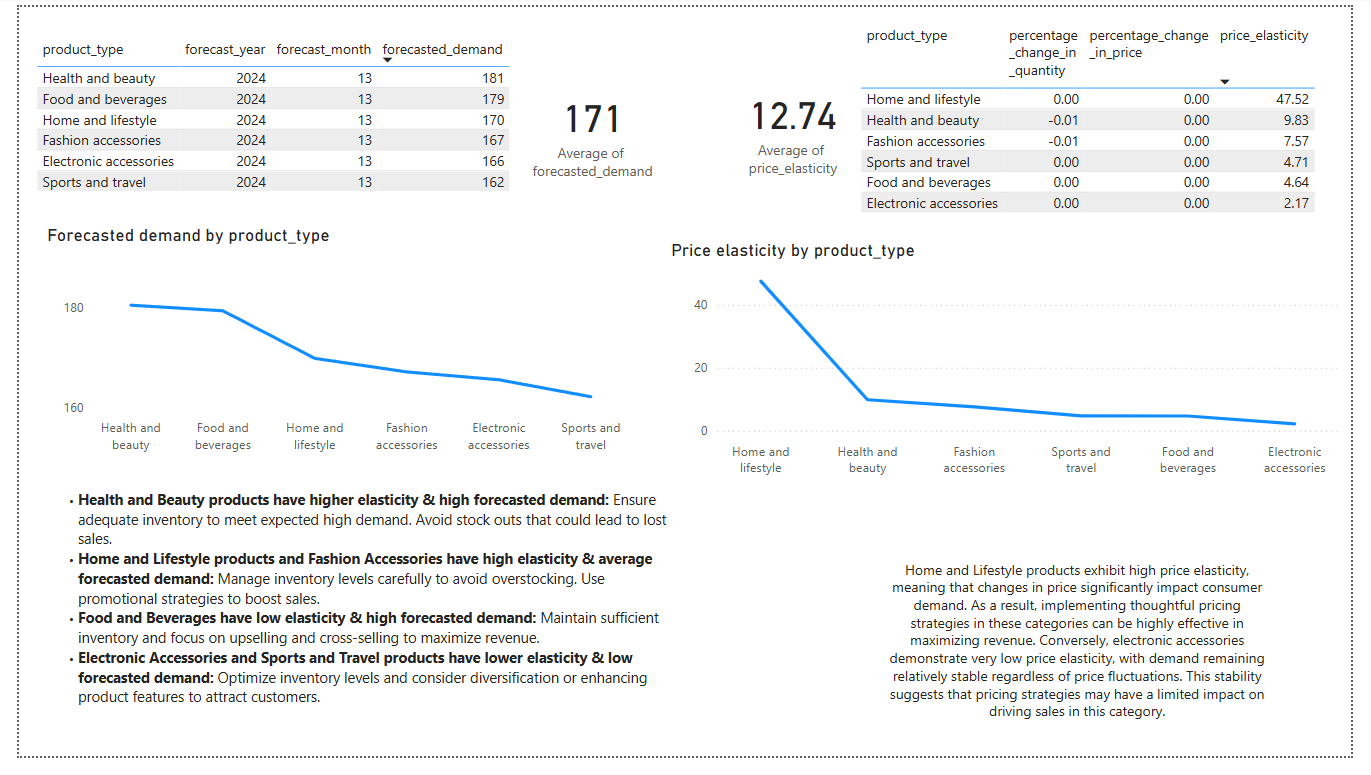 product_type forecast_year forecast_month forecasted_demand
Health and beauty 2024 13 181
Food and beverages 2024 13 179
Home and lifestyle 2024 13 170
Fashion accessories 2024 13 167
Electronic accessories 2024 13 166
Sports and travel 2024 13 162
171
Average of
forecasted_demand
12.74
Average of
price_elasticity
product_type percentage percentage_change price_elasticity
_change_in _in_price
_quantity
Home and lifestyle 0.00 0.00 47.52
Health and beauty -0.01 0.00 9.83
Fashion accessories -0.01 0.00 7.57
Sports and travel 0.00 0.00 4.71
Food and beverages 0.00 0.00 4.64
Electronic accessories 0.00 0.00 2.17
Forecasted demand by product_type
180
160
Health and Food and Home and Fashion Electronic Sports and
beauty beverages lifestyle accessories accessories travel
Price elasticity by product_type
40
20
0
Home and Health and Fashion Sports and Food and Electronic
lifestyle beauty accessories travel beverages accessories
• Health and Beauty products have higher elasticity & high forecasted demand: Ensure
adequate inventory to meet expected high demand. Avoid stock outs that could lead to lost
sales.
• Home and Lifestyle products and Fashion Accessories have high elasticity & average
forecasted demand: Manage inventory levels carefully to avoid overstocking. Use
promotional strategies to boost sales.
• Food and Beverages have low elasticity & high forecasted demand: Maintain sufficient
inventory and focus on upselling and cross-selling to maximize revenue.
• Electronic Accessories and Sports and Travel products have lower elasticity & low
forecasted demand: Optimize inventory levels and consider diversification or enhancing
product features to attract customers.
Home and Lifestyle products exhibit high price elasticity,
meaning that changes in price significantly impact consumer
demand. As a result, implementing thoughtful pricing
strategies in these categories can be highly effective in
maximizing revenue. Conversely, electronic accessories
demonstrate very low price elasticity, with demand remaining
relatively stable regardless of price fluctuations. This stability
suggests that pricing strategies may have a limited impact on
driving sales in this category.